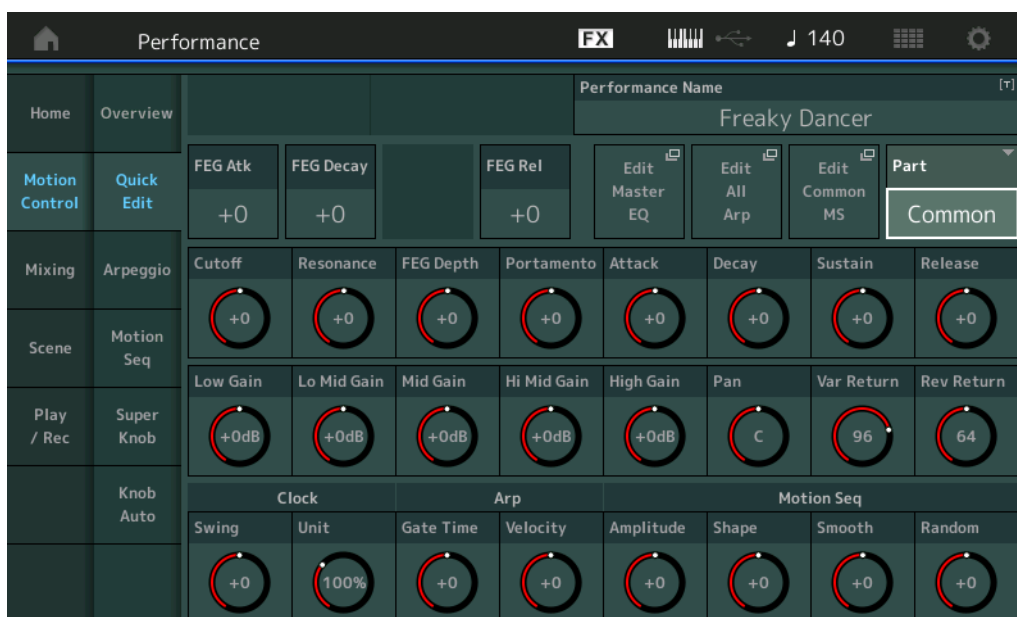 Performance FX 140
Performance Name [T]
Freaky Dancer
Home
Motion
Control
Mixing
Scene
Play
/ Rec
Overview
Quick
Edit
Arpeggio
Motion
Seq
Super
Knob
Knob
Auto
FEG Atk
+0
FEG Decay
+0
FEG Rel
+0
Edit
Master
EQ
Edit
All
Arp
Edit
Common
MS
Part
Common
Cutoff Resonance FEG Depth Portamento Attack Decay Sustain Release
+0 +0 +0 +0 +0 +0 +0 +0
Low Gain Lo Mid Gain Mid Gain Hi Mid Gain High Gain Pan Var Return Rev Return
+0dB +0dB +0dB +0dB +0dB C 96 64
Clock Arp Motion Seq
Swing Unit Gate Time Velocity Amplitude Shape Smooth Random
+0 100% +0 +0 +0 +0 +0 +0